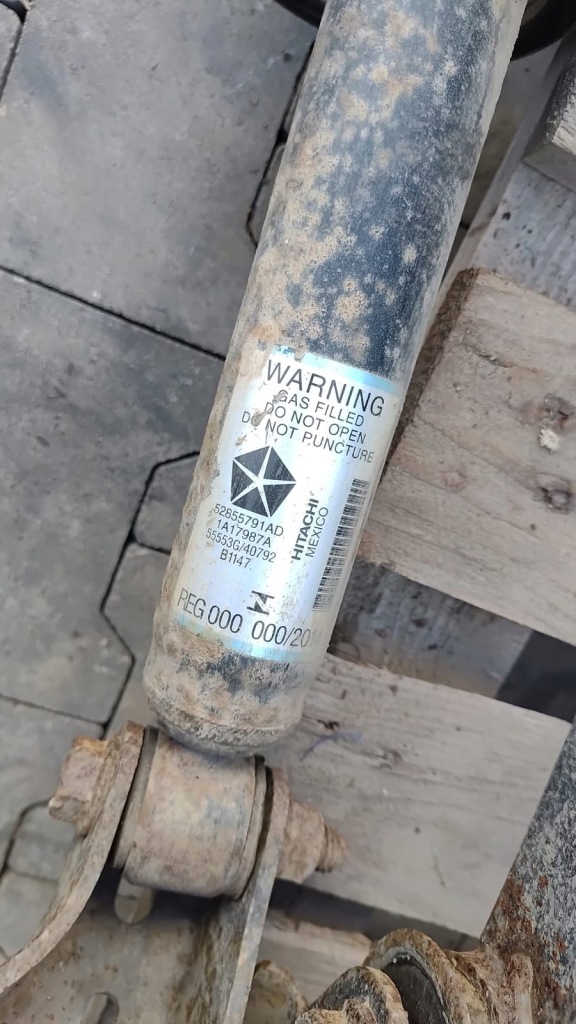 WARNING
GAS FILLED
DO NOT OPEN
DO NOT PUNCTURE
52855791AD
1A17987A
55553G/40792
B1147
HITACHI
MEXICO
REG 000 000/20